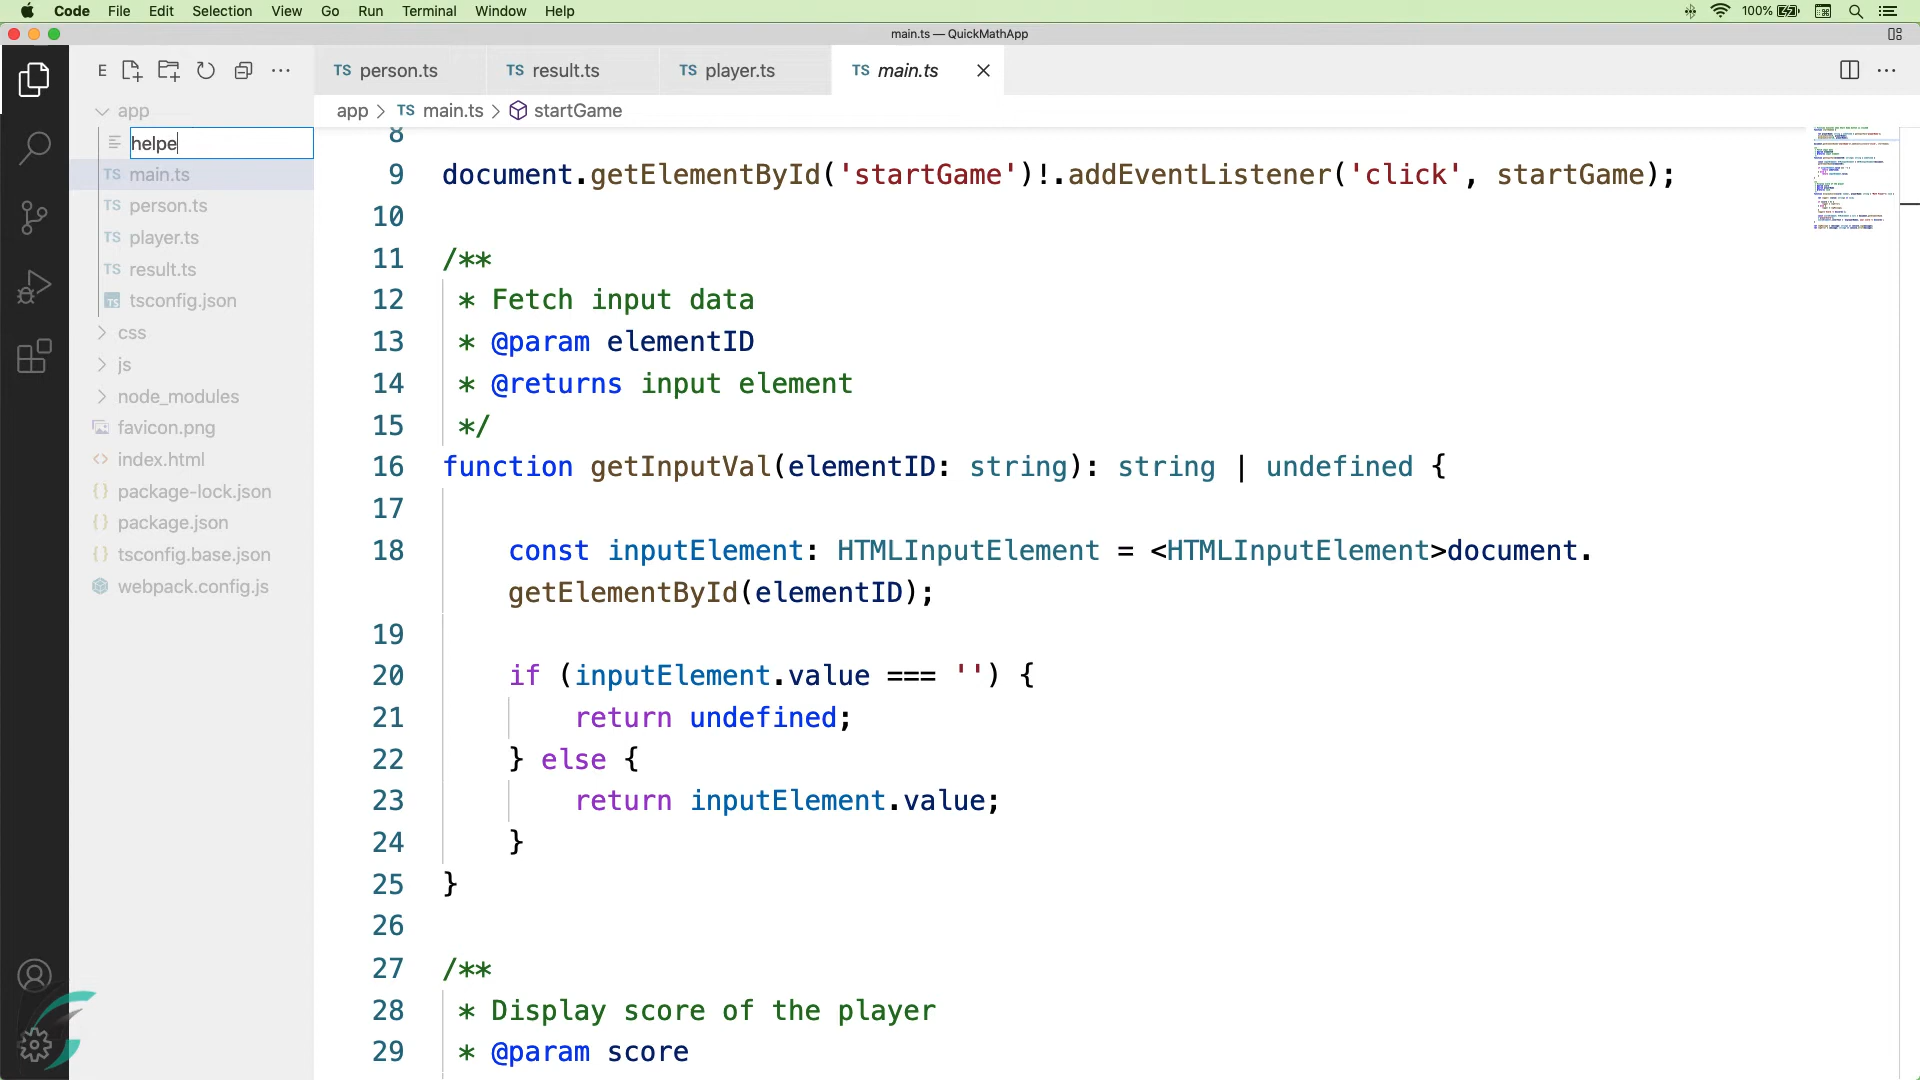 Code File Edit Selection View Go Run Terminal Window Help 100%
main.ts — QuickMathApp
E
TS person.ts TS result.ts TS player.ts TS main.ts
app > TS main.ts > startGame
app
helpe
TS main.ts
TS person.ts
TS player.ts
TS result.ts
TS tsconfig.json
css
js
node_modules
favicon.png
index.html
package-lock.json
package.json
tsconfig.base.json
webpack.config.js
8
9 document.getElementById('startGame')!.addEventListener('click', startGame);
10
11 /**
12 * Fetch input data
13 * @param elementID
14 * @returns input element
15 */
16 function getInputVal(elementID: string): string | undefined {
17
18 const inputElement: HTMLInputElement = <HTMLInputElement>document.
getElementById(elementID);
19
20 if (inputElement.value === '') {
21 return undefined;
22 } else {
23 return inputElement.value;
24 }
25 }
26
27 /**
28 * Display score of the player
29 * @param score